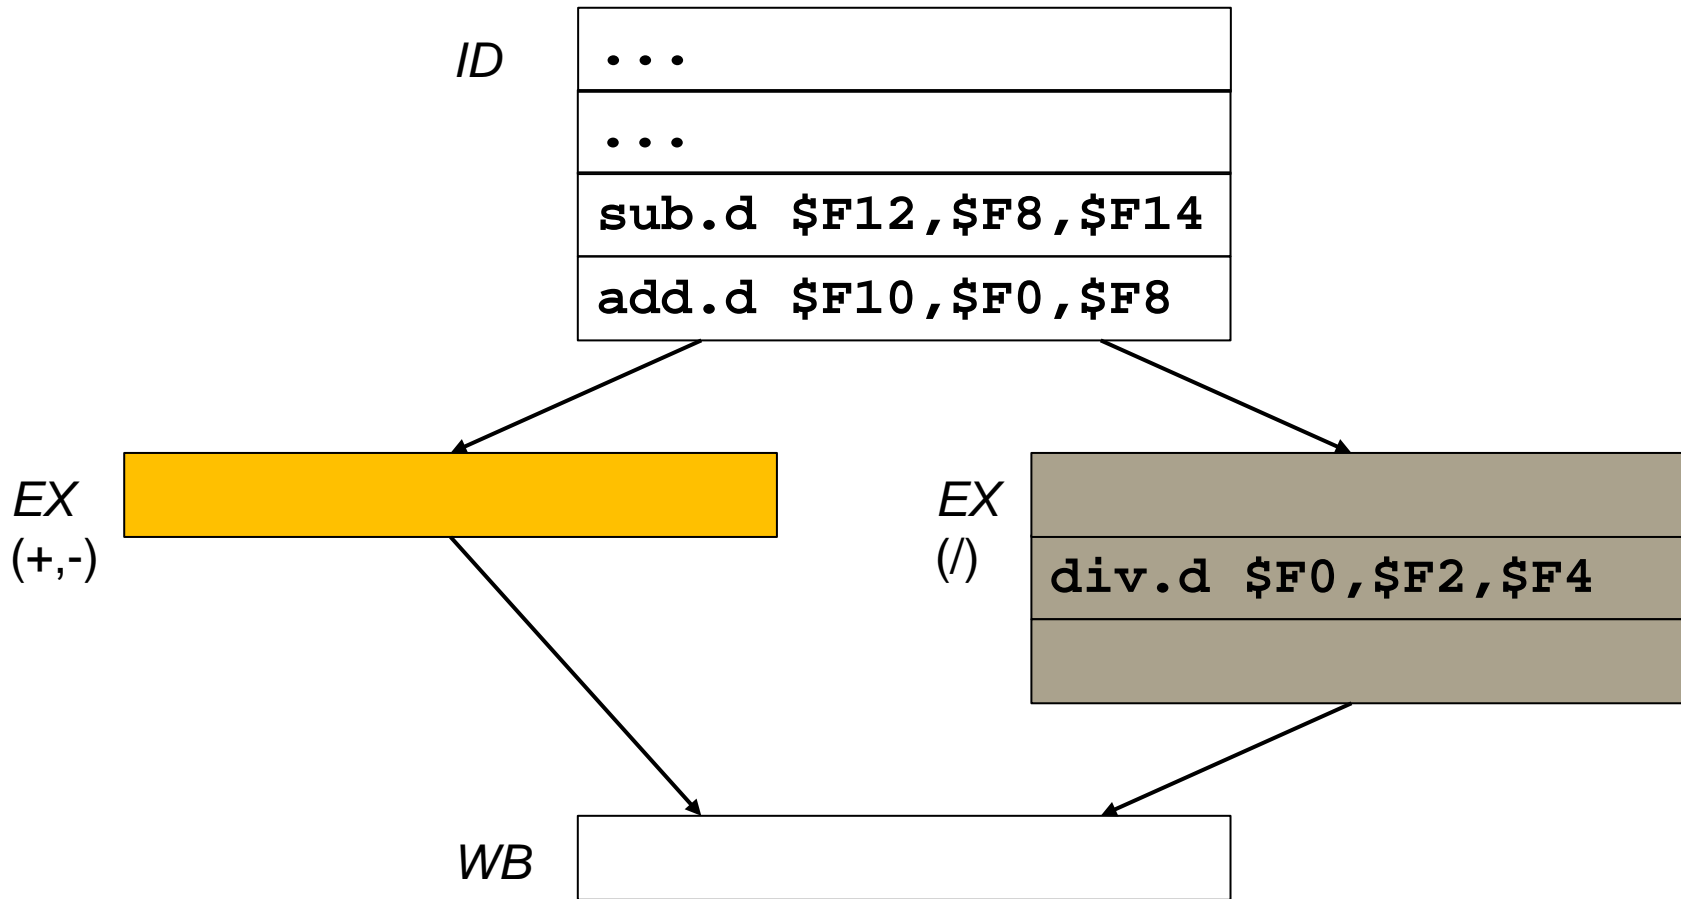 ID
...
...
sub.d $F12,$F8,$F14
add.d $F10,$F0,$F8
EX
(+,-)
EX
(/)
div.d $F0,$F2,$F4
WB